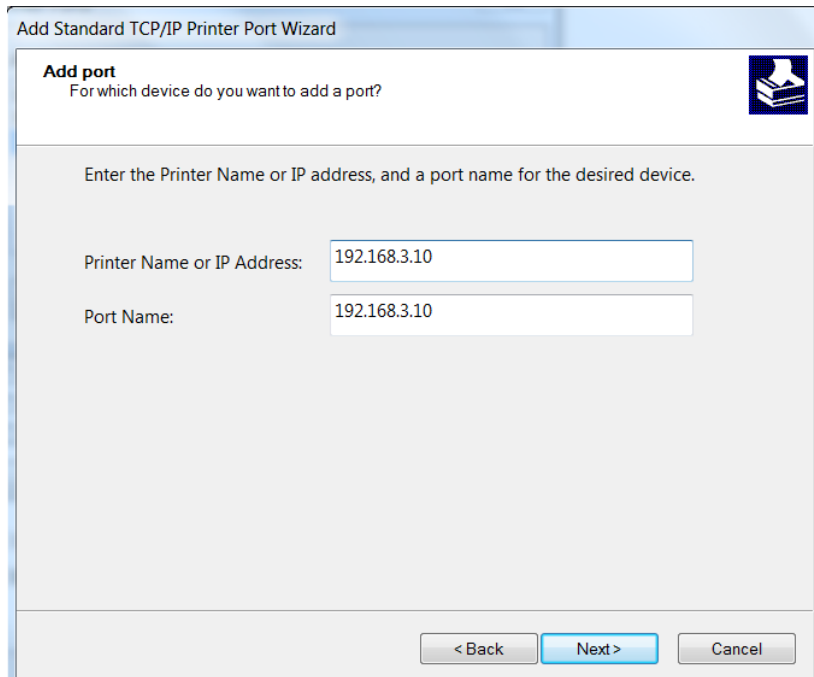 Add Standard TCP/IP Printer Port Wizard
Add port
For which device do you want to add a port?
Enter the Printer Name or IP address, and a port name for the desired device.
Printer Name or IP Address: 192.168.3.10
Port Name: 192.168.3.10
< Back Next > Cancel